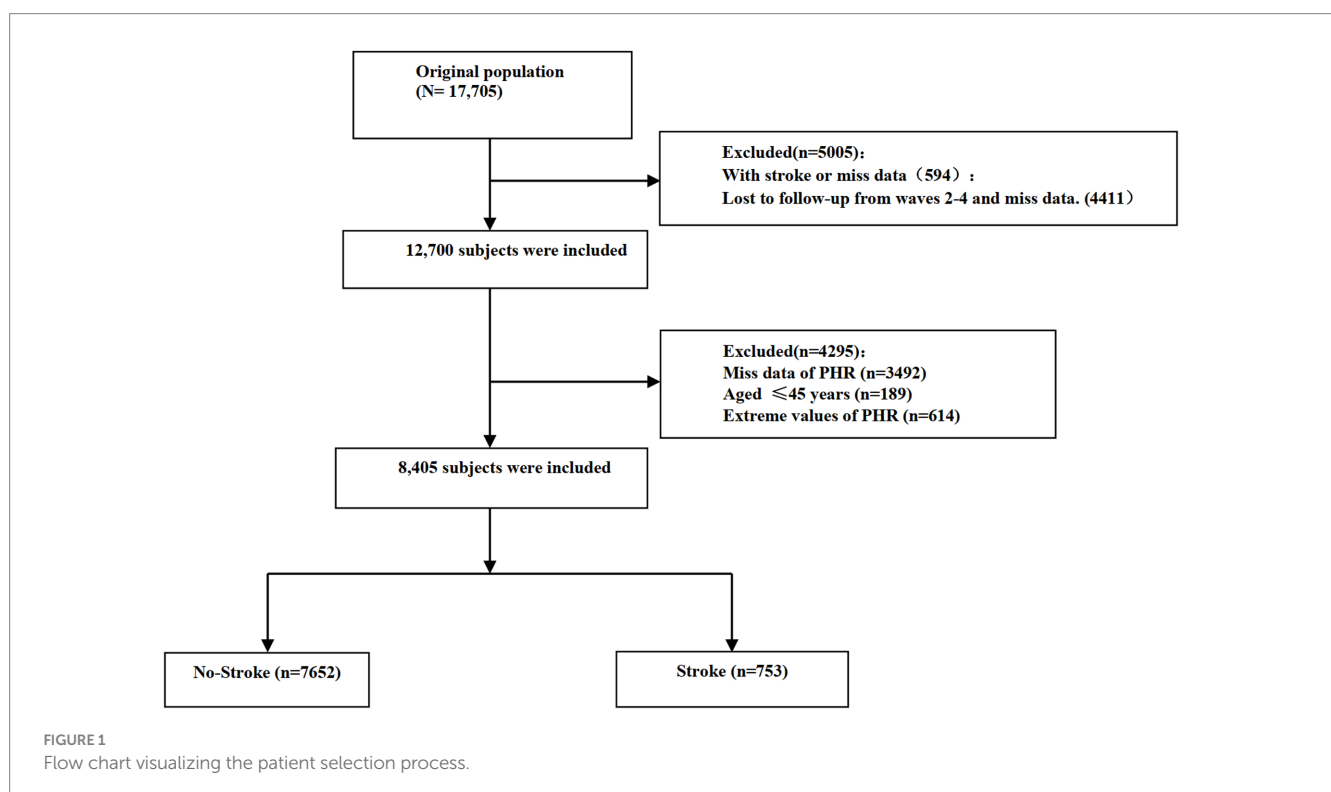 Original population
(N= 17,705)
Excluded(n=5005)：
With stroke or miss data（594）：
Lost to follow-up from waves 2-4 and miss data. (4411）
12,700 subjects were included
Excluded(n=4295)：
Miss data of PHR (n=3492)
Aged ≤45 years (n=189)
Extreme values of PHR (n=614)
8,405 subjects were included
No-Stroke (n=7652)
Stroke (n=753)
FIGURE 1
Flow chart visualizing the patient selection process.